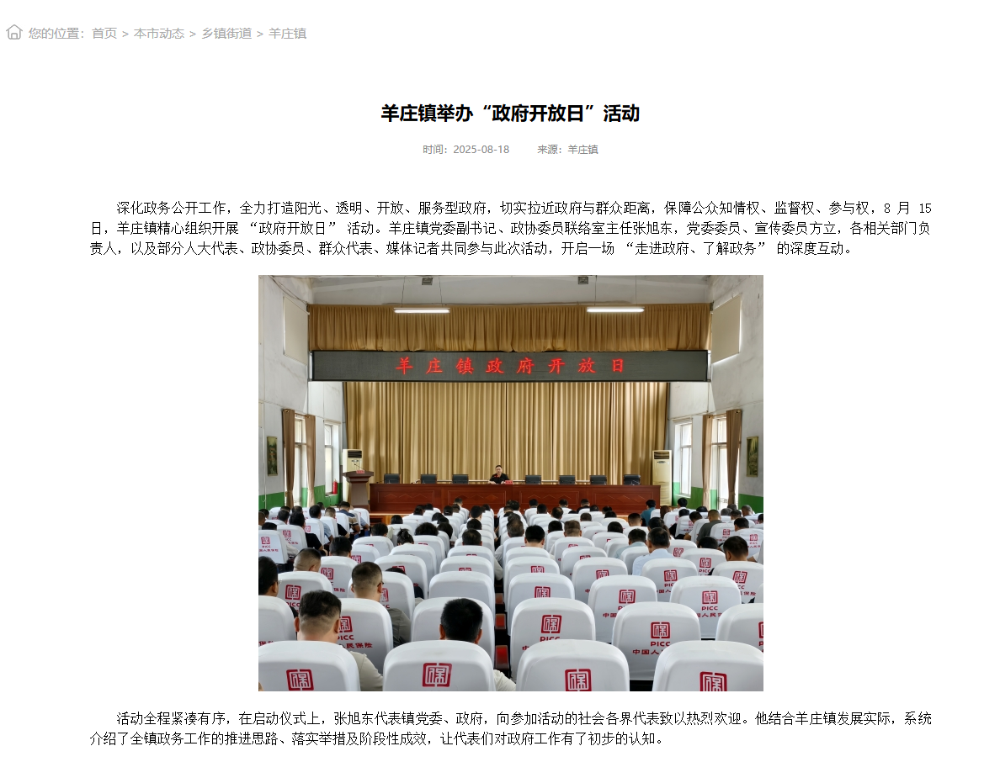 您的位置：首页 > 本市动态 > 乡镇街道 > 羊庄镇
羊庄镇举办“政府开放日”活动
时间：2025-08-18 来源：羊庄镇
深化政务公开工作，全力打造阳光、透明、开放、服务型政府，切实拉近政府与群众距离，保障公众知情权、监督权、参与权，8 月 15
日，羊庄镇精心组织开展 “政府开放日” 活动。羊庄镇党委副书记、政协委员联络室主任张旭东，党委委员、宣传委员方立，各相关部门负
责人，以及部分人大代表、政协委员、群众代表、媒体记者共同参与此次活动，开启一场 “走进政府、了解政务” 的深度互动。
羊庄镇政府开放日
PICC
PICC
PICC
PICC
PICC
中国人
人民保险
活动全程紧凑有序，在启动仪式上，张旭东代表镇党委、政府，向参加活动的社会各界代表致以热烈欢迎。他结合羊庄镇发展实际，系统
介绍了全镇政务工作的推进思路、落实举措及阶段性成效，让代表们对政府工作有了初步的认知。